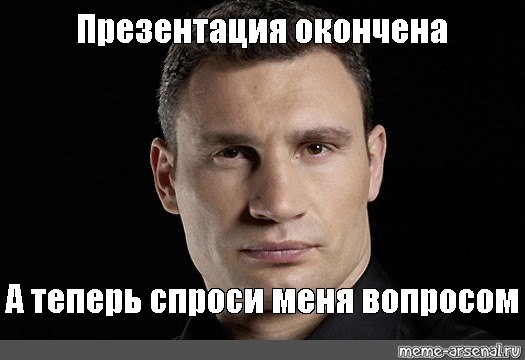 Презентация окончена
А теперь спроси меня вопросом
meme-arsenal.ru